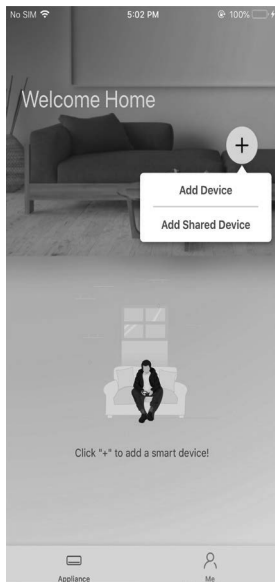 No SIM 5:02 PM 100%
Welcome Home
+
Add Device
Add Shared Device
Click "+" to add a smart device!
Appliance Me